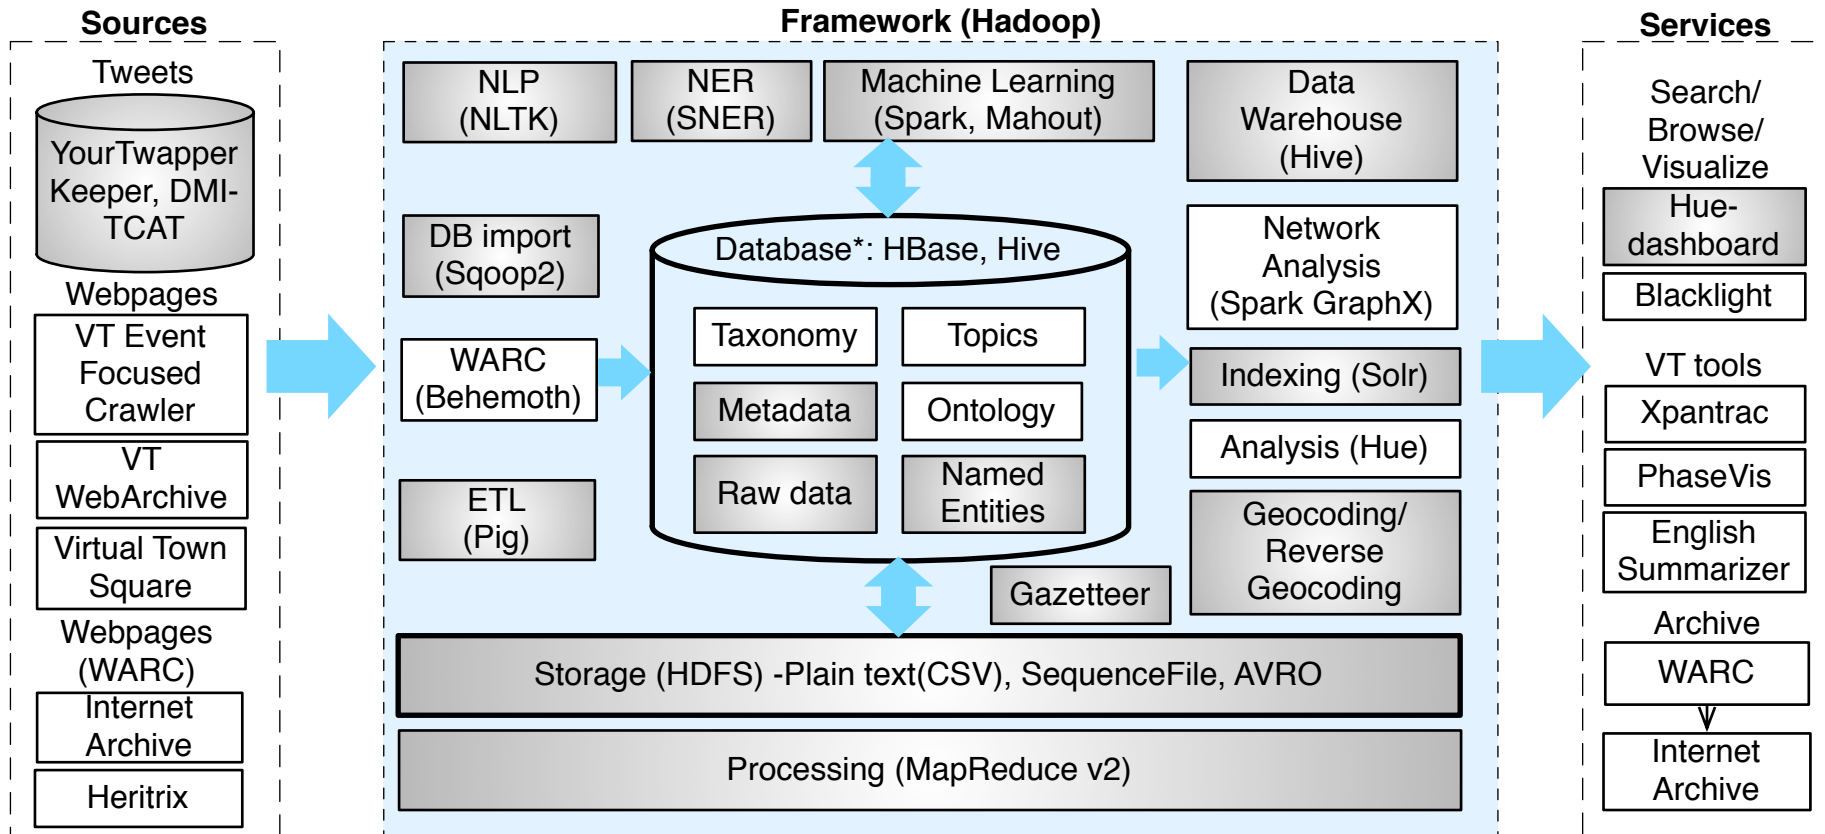 Sources
Tweets
YourTwapper
Keeper, DMI-
TCAT
Webpages
VT Event
Focused
Crawler
VT
WebArchive
Virtual Town
Square
Webpages
(WARC)
Internet
Archive
Heritrix
Framework (Hadoop)
NLP
(NLTK)
NER
(SNER)
Machine Learning
(Spark, Mahout)
Data
Warehouse
(Hive)
DB import
(Sqoop2)
WARC
(Behemoth)
ETL
(Pig)
Database*: HBase, Hive
Taxonomy
Topics
Metadata
Ontology
Raw data
Named
Entities
Network
Analysis
(Spark GraphX)
Indexing (Solr)
Analysis (Hue)
Geocoding/
Reverse
Geocoding
Gazetteer
Storage (HDFS) -Plain text(CSV), SequenceFile, AVRO
Processing (MapReduce v2)
Services
Search/
Browse/
Visualize
Hue-
dashboard
Blacklight
VT tools
Xpantrac
PhaseVis
English
Summarizer
Archive
WARC
Internet
Archive